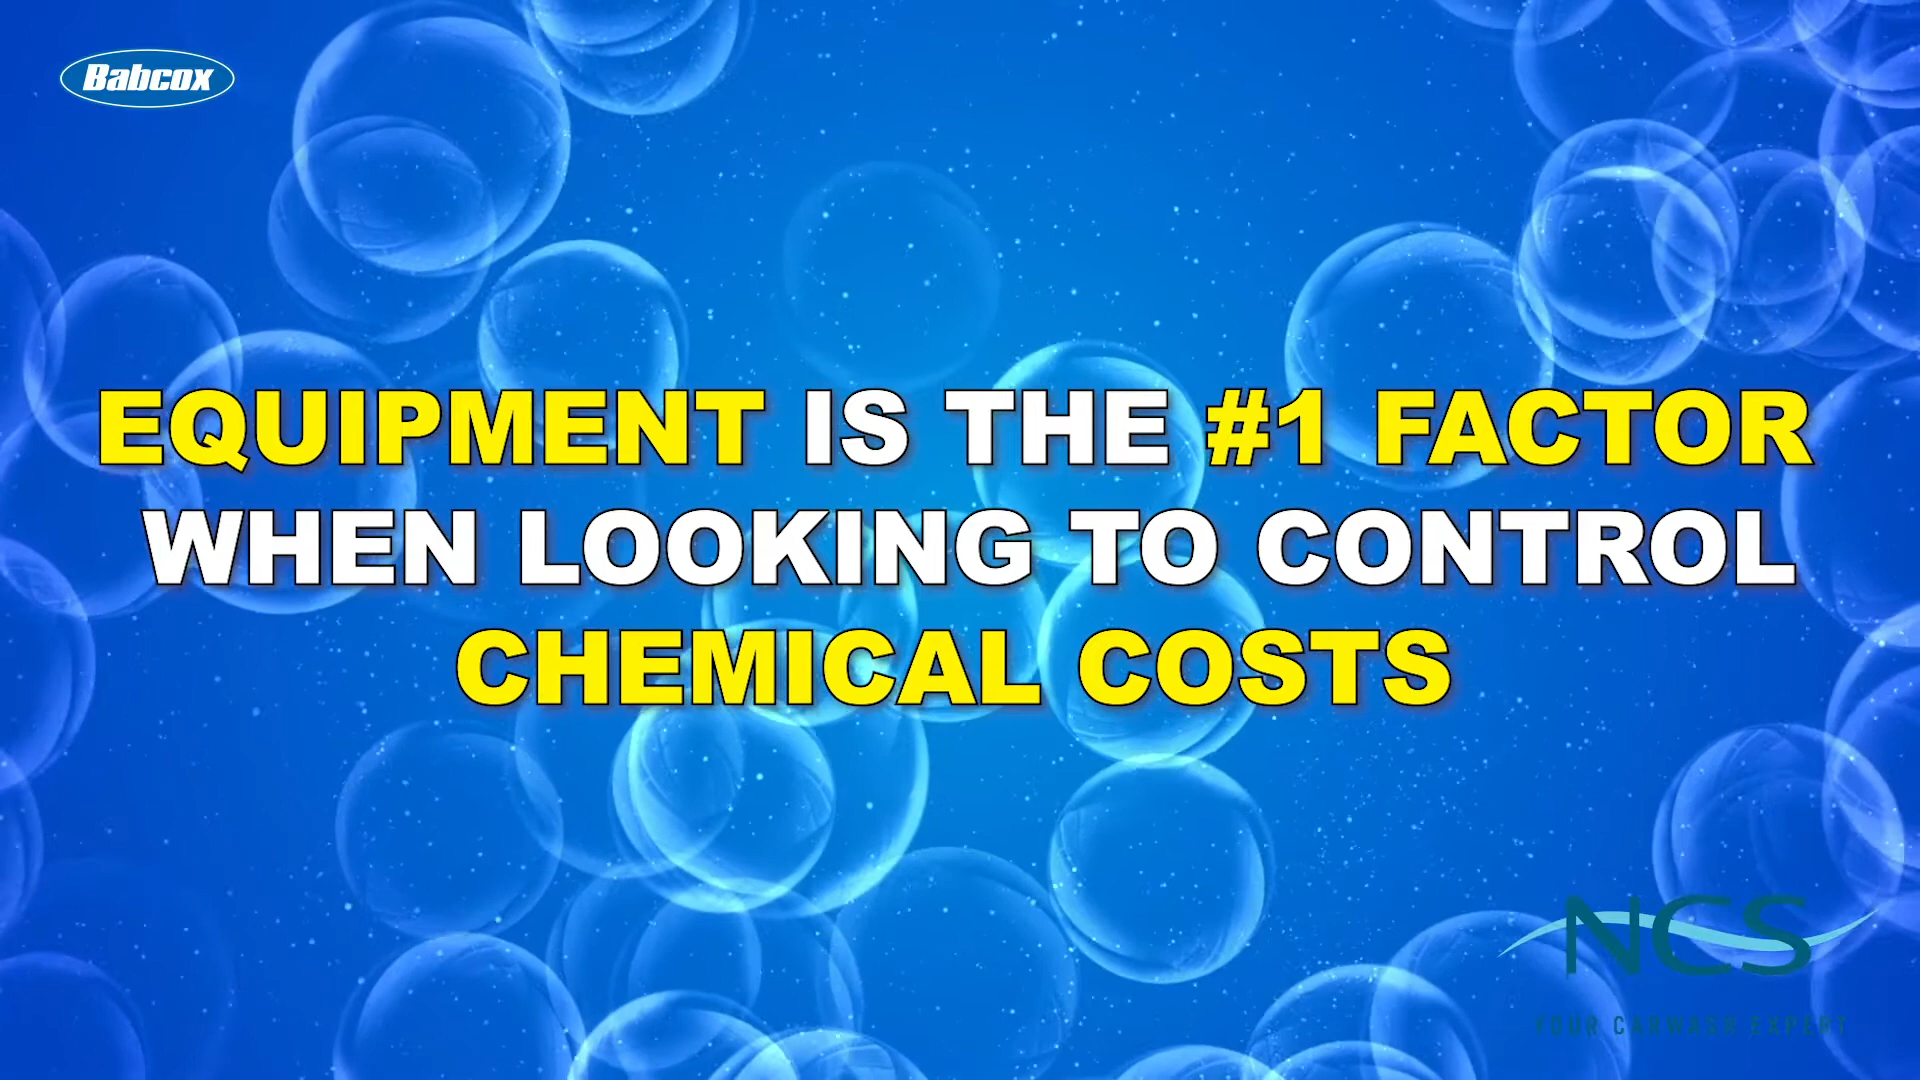 Babcox
EQUIPMENT IS THE #1 FACTOR
WHEN LOOKING TO CONTROL
CHEMICAL COSTS
NCS
YOUR CARWASH EXPERT